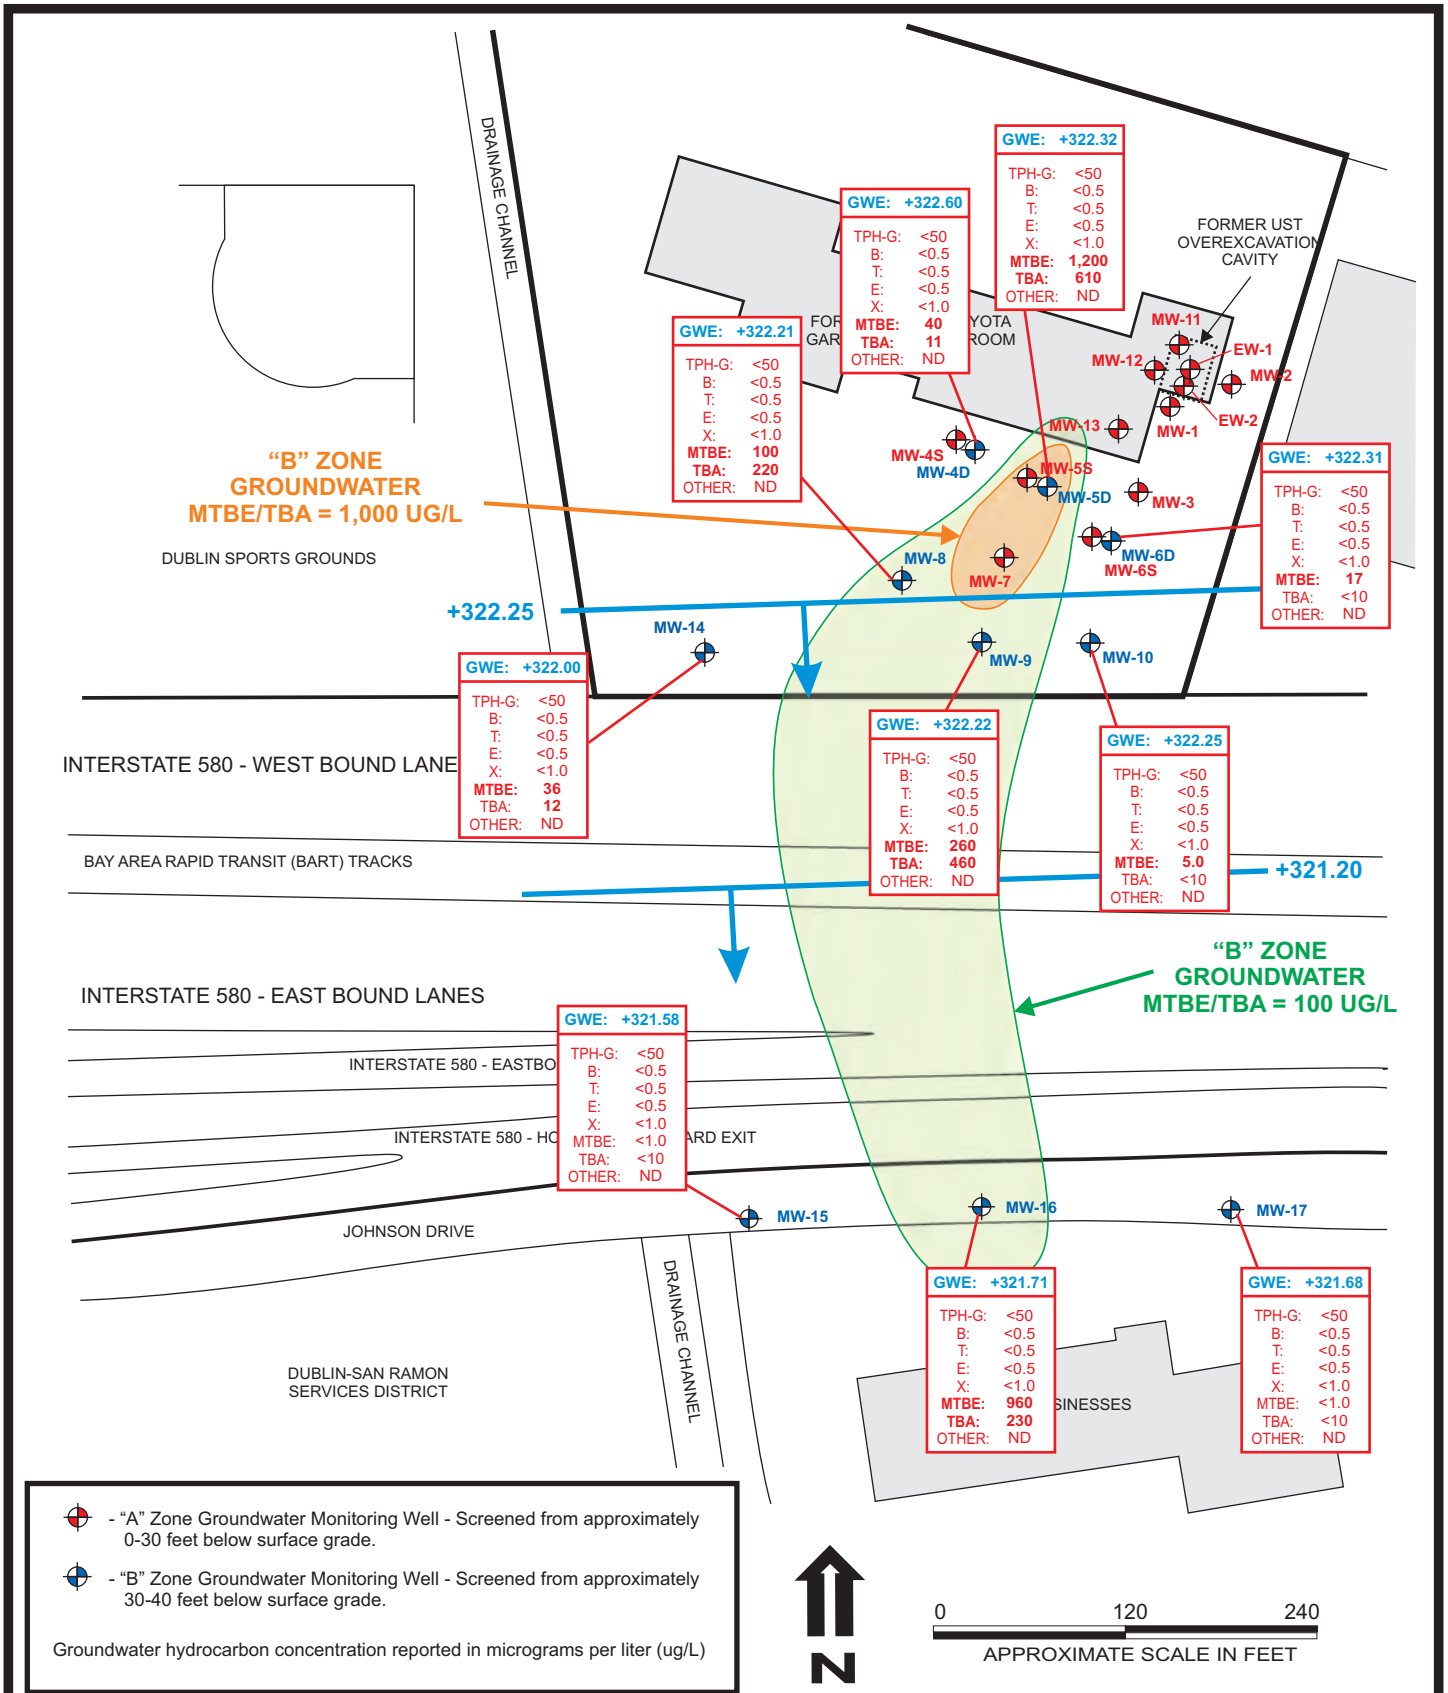 DRAINAGE CHANNEL
GWE: +322.32
TPH-G: <50
B: <0.5
T: <0.5
E: <0.5
X: <1.0
MTBE: 1,200
TBA: 610
OTHER: ND
GWE: +322.60
TPH-G: <50
B: <0.5
T: <0.5
E: <0.5
X: <1.0
MTBE: 40
TBA: 11
OTHER: ND
FORMER UST
OVEREXCAVATION
CAVITY
GWE: +322.21
TPH-G: <50
B: <0.5
T: <0.5
E: <0.5
X: <1.0
MTBE: 100
TBA: 220
OTHER: ND
FOR YOTA
GAR ROOM
MW-11
EW-1
MW-12
MW-2
EW-2
MW-1
MW-13
MW-4S
MW-4D
MW-5S
MW-5D
MW-3
GWE: +322.31
TPH-G: <50
B: <0.5
T: <0.5
E: <0.5
X: <1.0
MTBE: 17
TBA: <10
OTHER: ND
“B” ZONE
GROUNDWATER
MTBE/TBA = 1,000 UG/L
DUBLIN SPORTS GROUNDS
MW-8
MW-7
MW-6D
MW-6S
+322.25
MW-14
MW-9
MW-10
GWE: +322.00
TPH-G: <50
B: <0.5
T: <0.5
E: <0.5
X: <1.0
MTBE: 36
TBA: 12
OTHER: ND
GWE: +322.22
TPH-G: <50
B: <0.5
T: <0.5
E: <0.5
X: <1.0
MTBE: 260
TBA: 460
OTHER: ND
GWE: +322.25
TPH-G: <50
B: <0.5
T: <0.5
E: <0.5
X: <1.0
MTBE: 5.0
TBA: <10
OTHER: ND
INTERSTATE 580 - WEST BOUND LANE
BAY AREA RAPID TRANSIT (BART) TRACKS
+321.20
“B” ZONE
GROUNDWATER
MTBE/TBA = 100 UG/L
INTERSTATE 580 - EAST BOUND LANES
GWE: +321.58
TPH-G: <50
B: <0.5
T: <0.5
E: <0.5
X: <1.0
MTBE: <1.0
TBA: <10
OTHER: ND
INTERSTATE 580 - EASTBO
INTERSTATE 580 - HO ARD EXIT
MW-15
MW-16
MW-17
JOHNSON DRIVE
DRAINAGE CHANNEL
GWE: +321.71
TPH-G: <50
B: <0.5
T: <0.5
E: <0.5
X: <1.0
MTBE: 960
TBA: 230
OTHER: ND
GWE: +321.68
TPH-G: <50
B: <0.5
T: <0.5
E: <0.5
X: <1.0
MTBE: <1.0
TBA: <10
OTHER: ND
DUBLIN-SAN RAMON
SERVICES DISTRICT
SINESSES
- “A” Zone Groundwater Monitoring Well - Screened from approximately
0-30 feet below surface grade.
- “B” Zone Groundwater Monitoring Well - Screened from approximately
30-40 feet below surface grade.
Groundwater hydrocarbon concentration reported in micrograms per liter (ug/L)
N
0 120 240
APPROXIMATE SCALE IN FEET